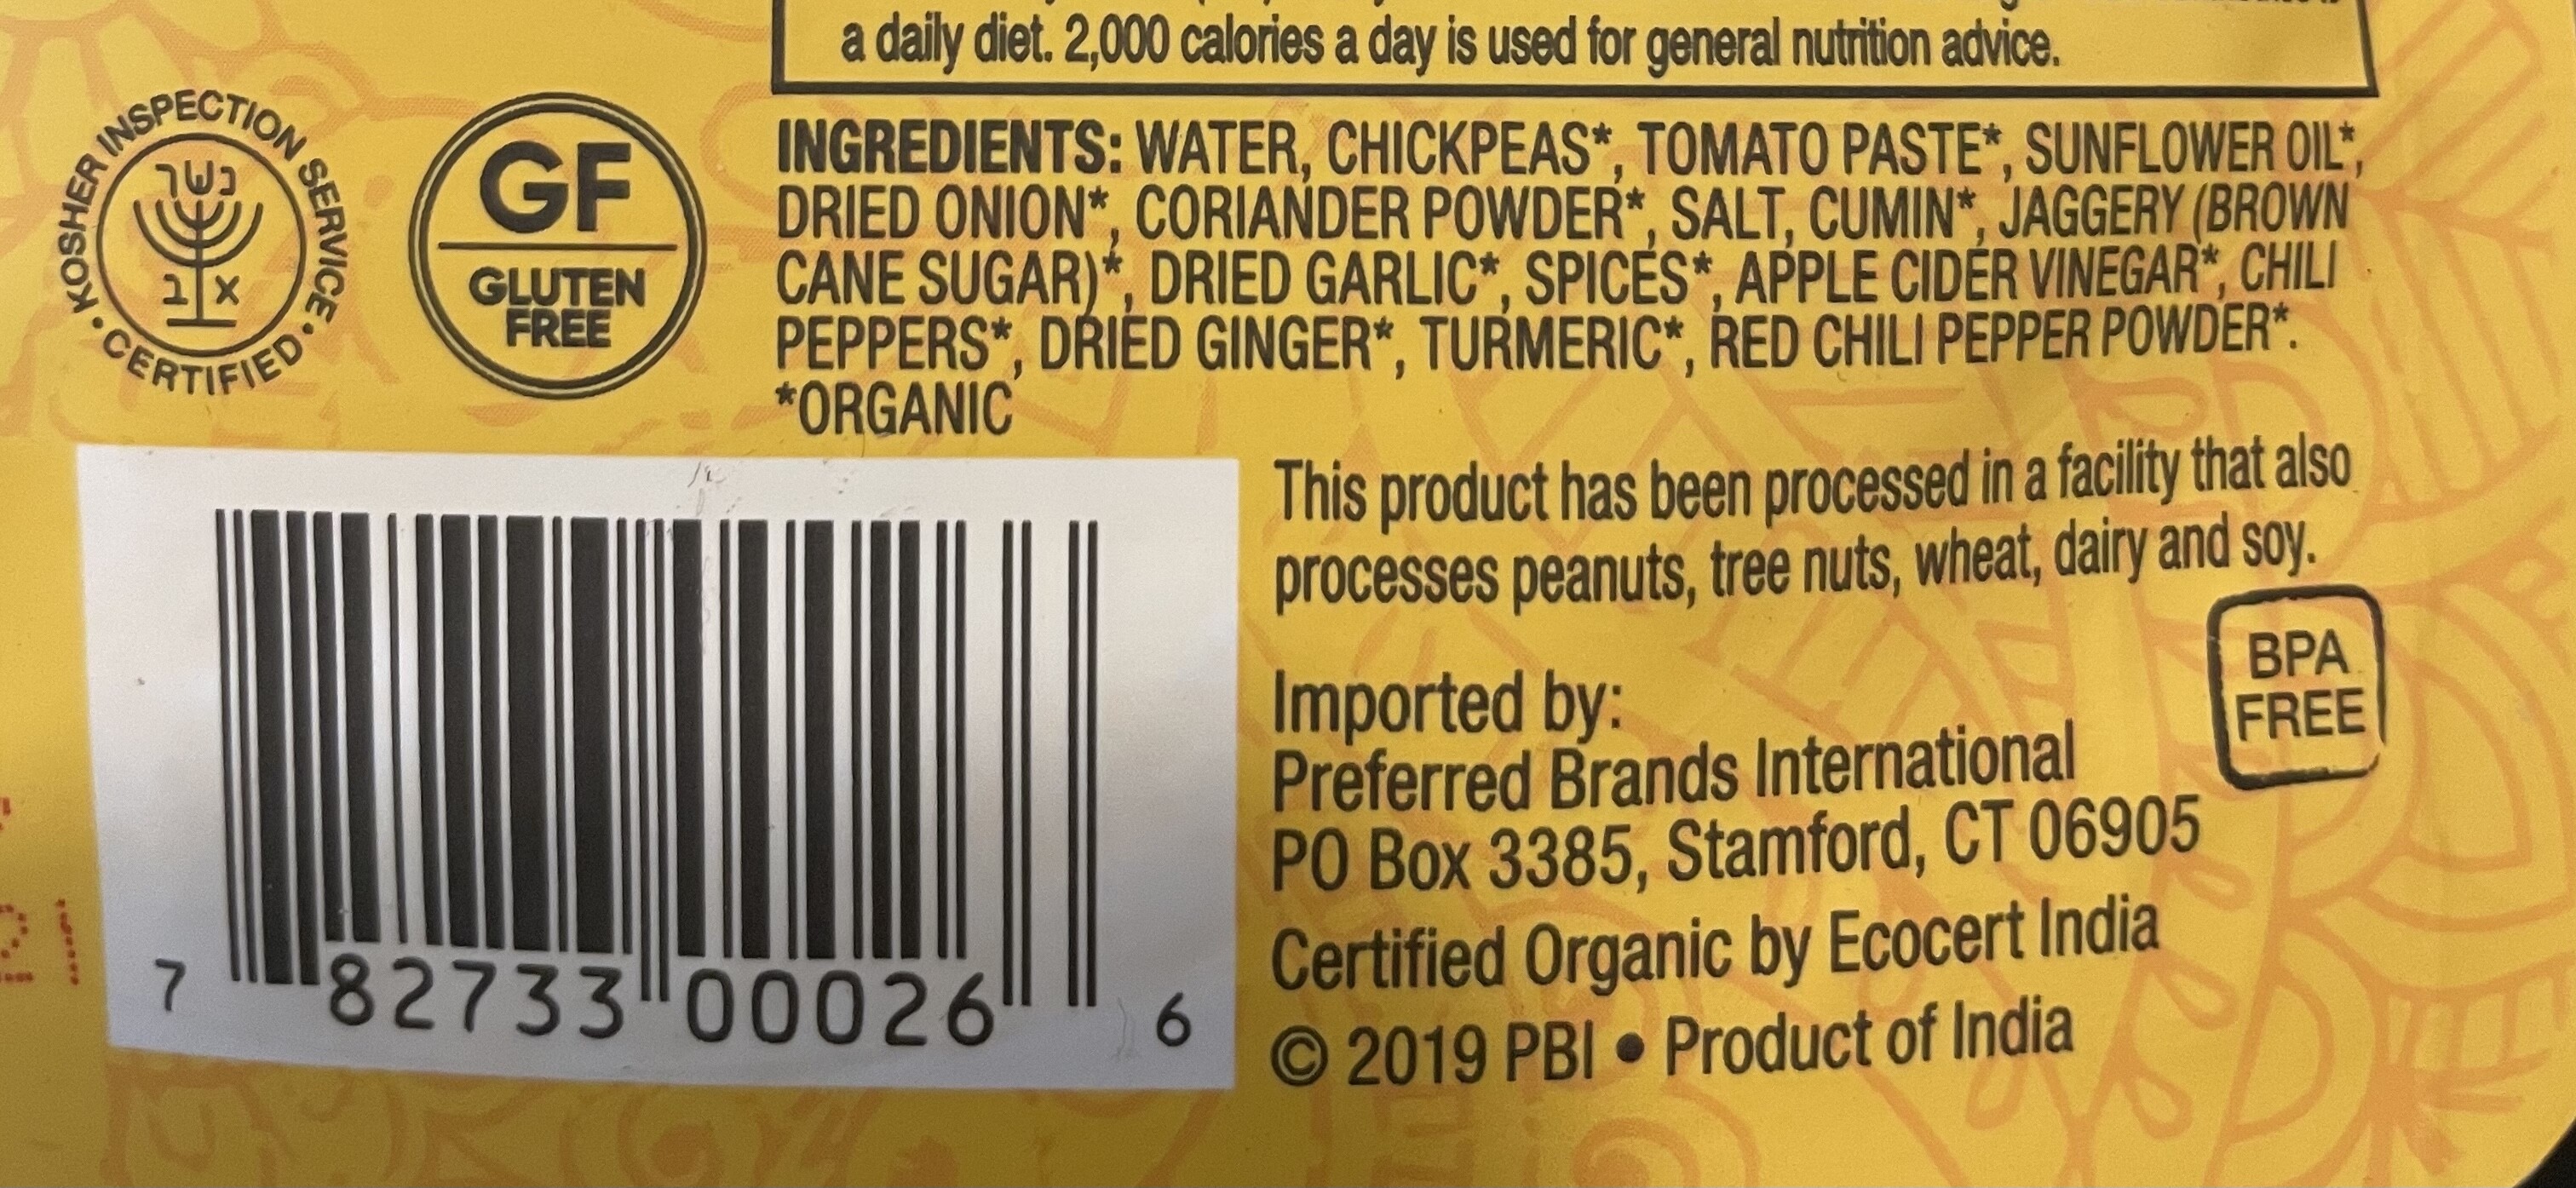 a daily diet. 2,000 calories a day is used for general nutrition advice.
KOSHER INSPECTION SERVICE • CERTIFIED •
נשר
א ב
GF
GLUTEN
FREE
INGREDIENTS: WATER, CHICKPEAS*, TOMATO PASTE*, SUNFLOWER OIL*,
DRIED ONION*, CORIANDER POWDER*, SALT, CUMIN*, JAGGERY (BROWN
CANE SUGAR)*, DRIED GARLIC*, SPICES*, APPLE CIDER VINEGAR*, CHILI
PEPPERS*, DRIED GINGER*, TURMERIC*, RED CHILI PEPPER POWDER*.
*ORGANIC
This product has been processed in a facility that also
processes peanuts, tree nuts, wheat, dairy and soy.
BPA
FREE
Imported by:
Preferred Brands International
PO Box 3385, Stamford, CT 06905
Certified Organic by Ecocert India
© 2019 PBI • Product of India
7 82733 00026 6
21